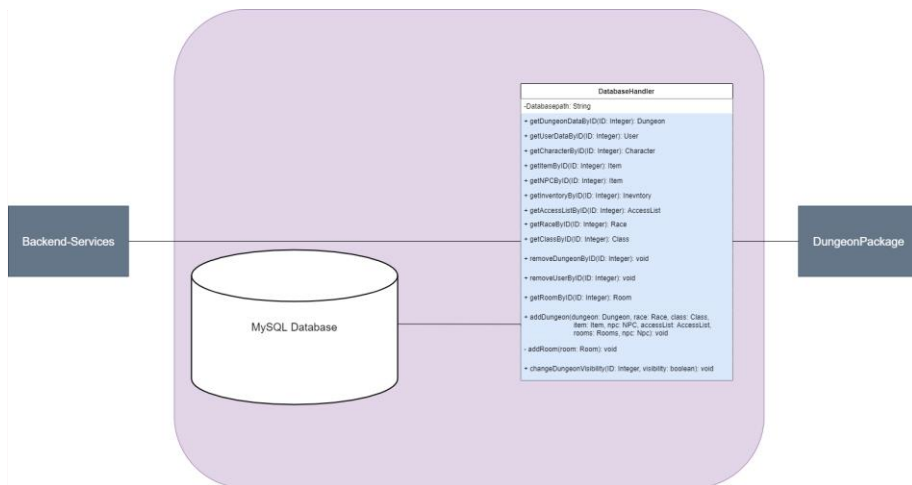 DatabaseHandler
-Databasepath: String
+ getDungeonDataByID(ID: Integer): Dungeon
+ getUserDataByID(ID: Integer): User
+ getCharacterByID(ID: Integer): Character
+ getItemByID(ID: Integer): Item
+ getNPCByID(ID: Integer): Item
+ getInventoryByID(ID: Integer): Inevntory
+ getAccessListByID(ID: Integer): AccessList
+ getRaceByID(ID: Integer): Race
+ getClassByID(ID: Integer): Class
+ removeDungeonByID(ID: Integer): void
+ removeUserByID(ID: Integer): void
+ getRoomByID(ID: Integer): Room
+ addDungeon(dungeon: Dungeon, race: Race, class: Class,
item: Item, npc: NPC, accessList: AccessList,
rooms: Rooms, npc: Npc): void
- addRoom(room: Room): void
+ changeDungeonVisibility(ID: Integer, visibility: boolean): void
Backend-Services
DungeonPackage
MySQL Database